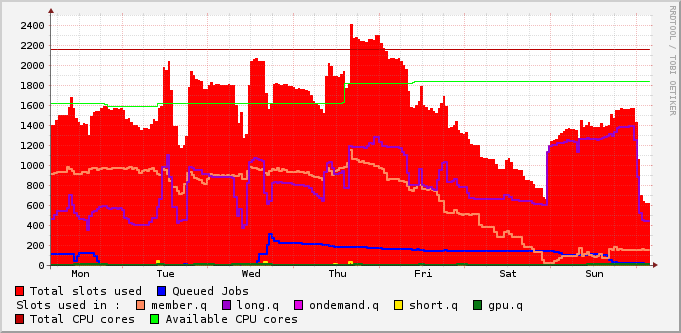 RRDTOOL / TOBI OETIKER
2400
2200
2000
1800
1600
1400
1200
1000
800
600
400
200
0
Mon Tue Wed Thu Fri Sat Sun
Total slots used Queued Jobs
Slots used in : member.q long.q ondemand.q short.q gpu.q
Total CPU cores Available CPU cores